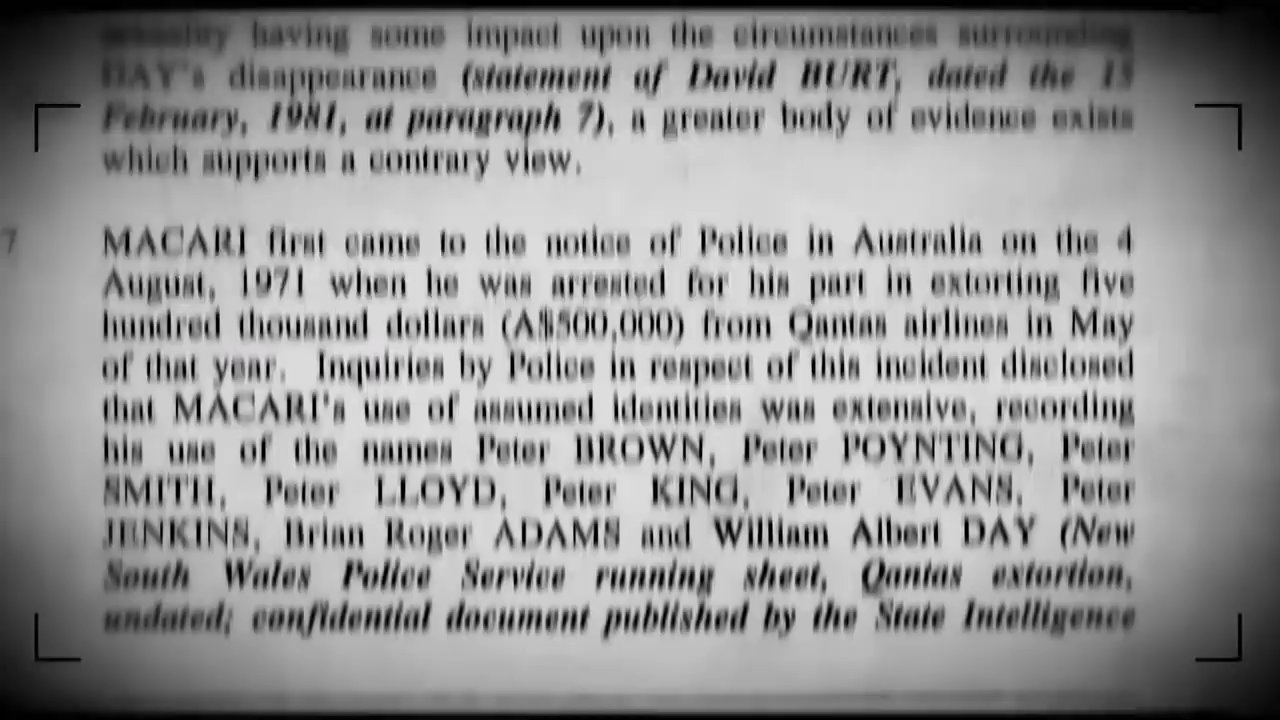 having some impact upon the circumstances surrounding
DAY's disappearance (statement of David BURT, dated the 15
February, 1981, at paragraph 7), a greater body of evidence exists
which supports a contrary view.
7
MACARI first came to the notice of Police in Australia on the 4
August, 1971 when he was arrested for his part in extorting five
hundred thousand dollars (A$500,000) from Qantas airlines in May
of that year. Inquiries by Police in respect of this incident disclosed
that MACARI's use of assumed identities was extensive, recording
his use of the names Peter BROWN, Peter POYNTING, Peter
SMITH, Peter LLOYD, Peter KING, Peter EVANS, Peter
JENKINS, Brian Roger ADAMS and William Albert DAY (New
South Wales Police Service running sheet, Qantas extortion,
undated; confidential document published by the State Intelligence